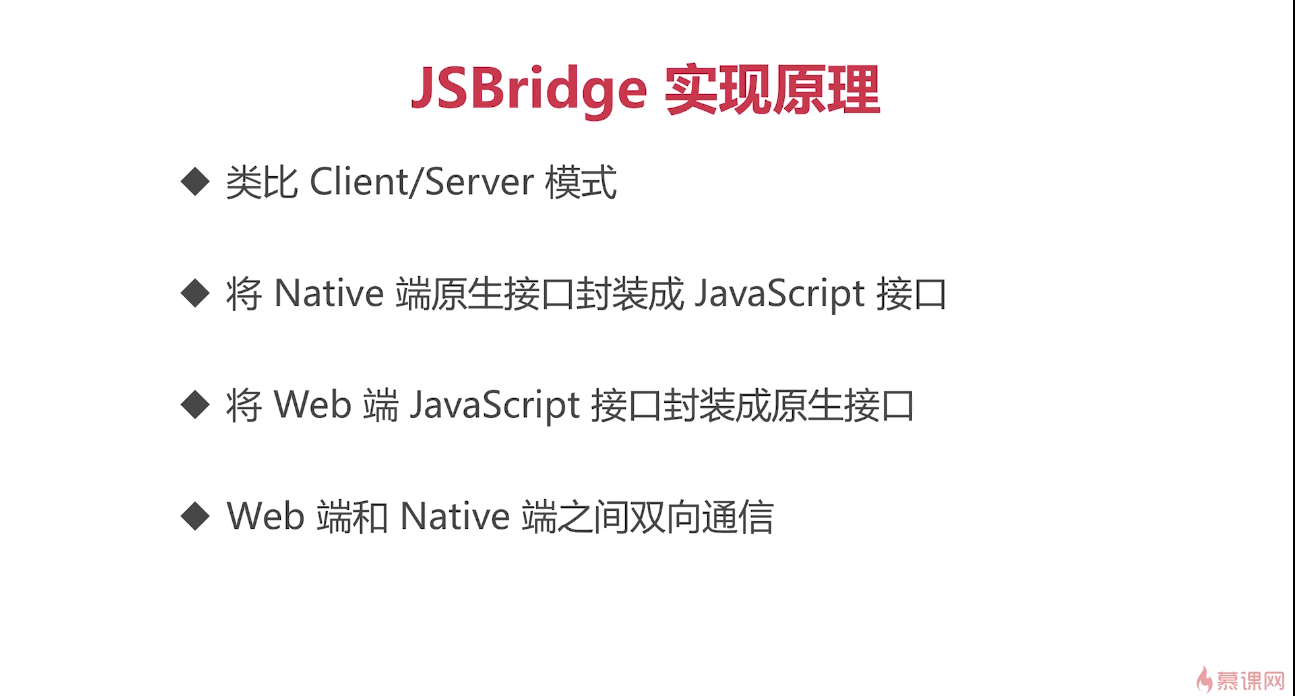 JSBridge 实现原理
◆ 类比 Client/Server 模式
◆ 将 Native 端原生接口封装成 JavaScript 接口
◆ 将 Web 端 JavaScript 接口封装成原生接口
◆ Web 端和 Native 端之间双向通信
慕课网